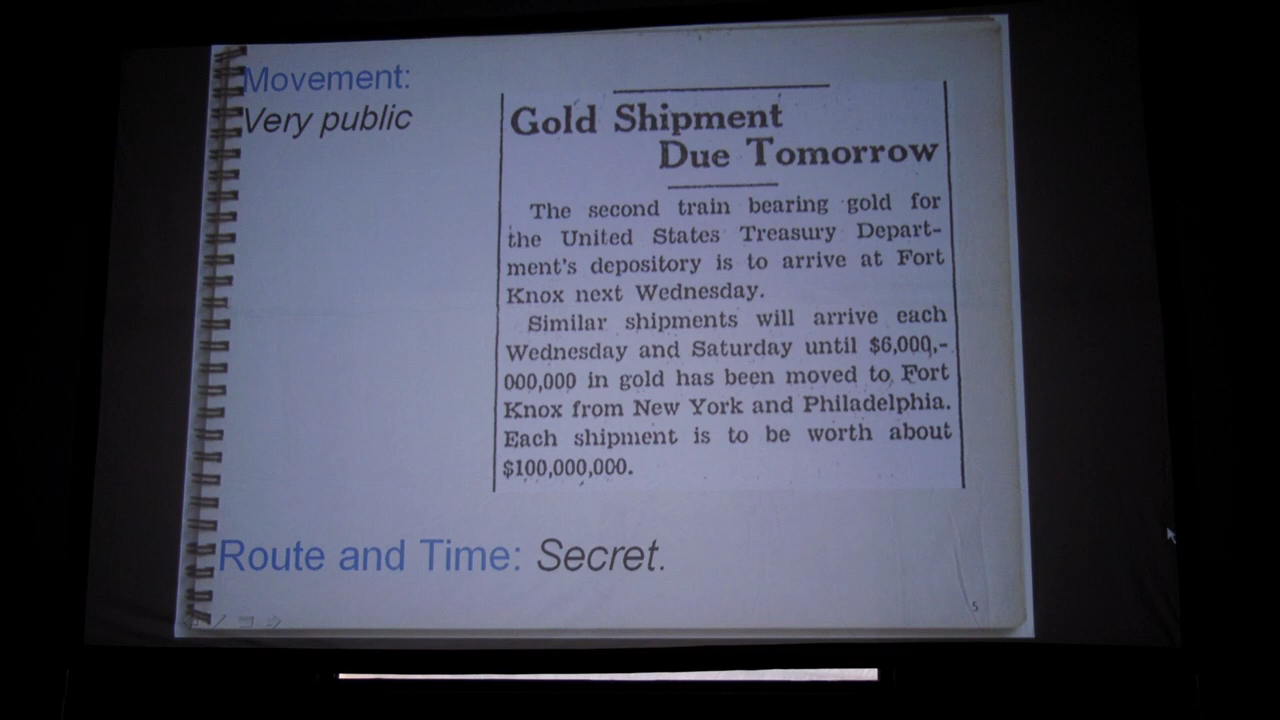 Movement:
Very public
Gold Shipment
Due Tomorrow
The second train bearing gold for
the United States Treasury Depart-
ment's depository is to arrive at Fort
Knox next Wednesday.
Similar shipments will arrive each
Wednesday and Saturday until $6,000,-
000,000 in gold has been moved to Fort
Knox from New York and Philadelphia.
Each shipment is to be worth about
$100,000,000.
Route and Time: Secret.
5